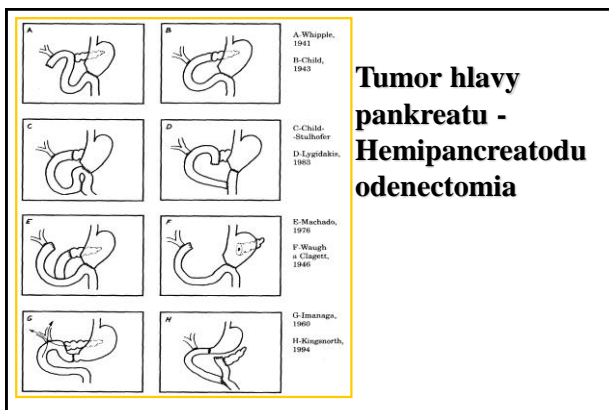 A
B
A-Whipple,
1941
B-Child,
1943
Tumor hlavy
pankreatu -
Hemipancreatodu
odenectomia
C
D
C-Child-
-Stulhofer
D-Lygidakis,
1983
E
F
E-Machado,
1976
F-Waugh
a Clagett,
1946
G
H
G-Imanaga,
1960
H-Kingsnorth,
1994